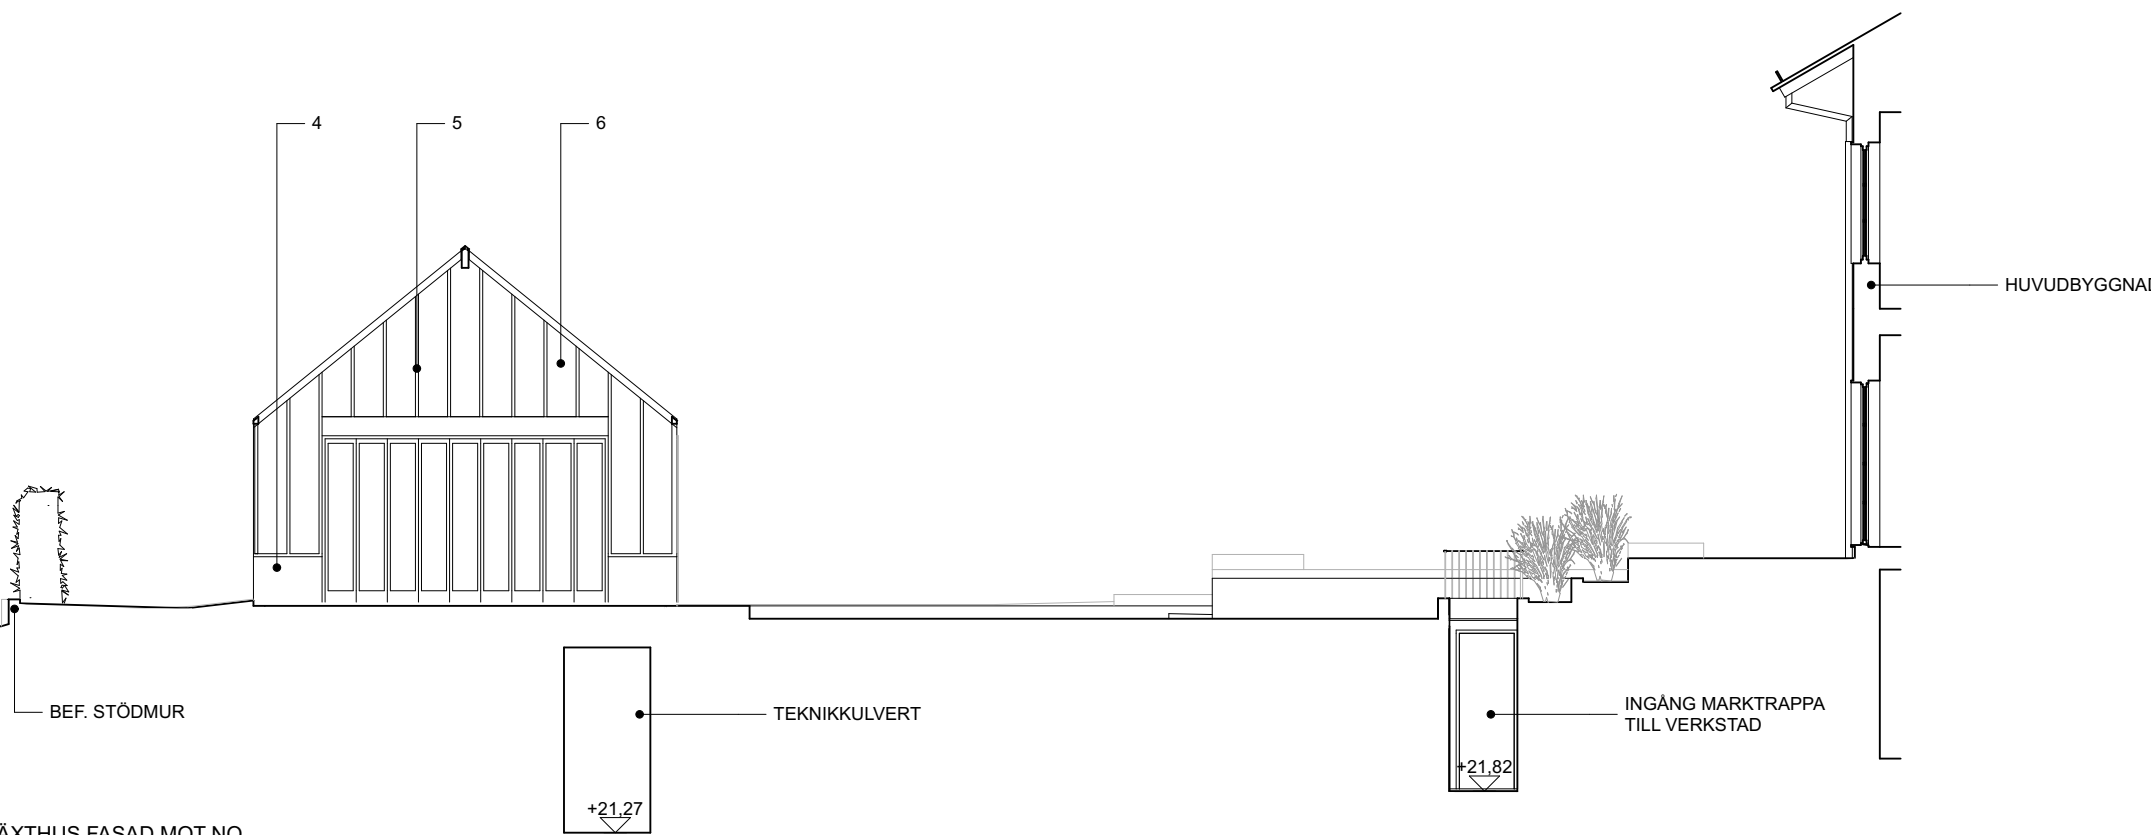 4
5
6
HUVUDBYGGNAD
BEF. STÖDMUR
TEKNIKKULVERT
INGÅNG MARKTRAPPA
TILL VERKSTAD
+21,82
+21,27
ÄXTHUS FASAD MOT NO